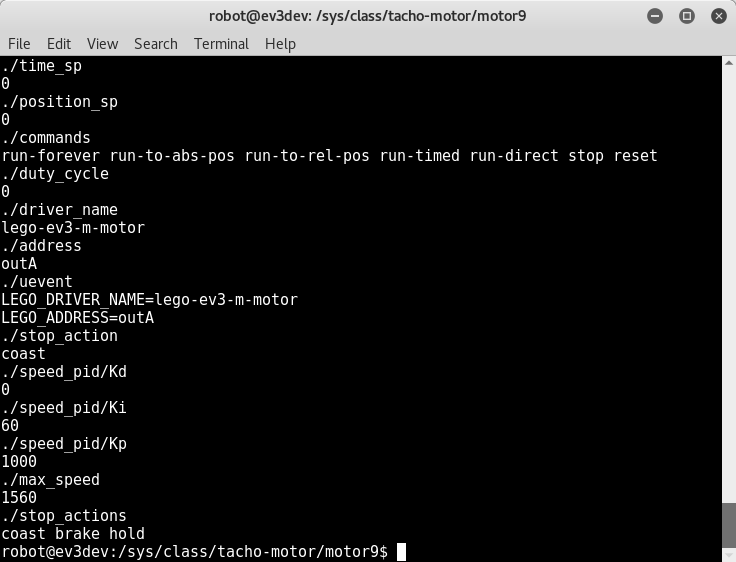 robot@ev3dev: /sys/class/tacho-motor/motor9
File Edit View Search Terminal Help
./time_sp
0
./position_sp
0
./commands
run-forever run-to-abs-pos run-to-rel-pos run-timed run-direct stop reset
./duty_cycle
0
./driver_name
lego-ev3-m-motor
./address
outA
./uevent
LEGO_DRIVER_NAME=lego-ev3-m-motor
LEGO_ADDRESS=outA
./stop_action
coast
./speed_pid/Kd
0
./speed_pid/Ki
60
./speed_pid/Kp
1000
./max_speed
1560
./stop_actions
coast brake hold
robot@ev3dev:/sys/class/tacho-motor/motor9$